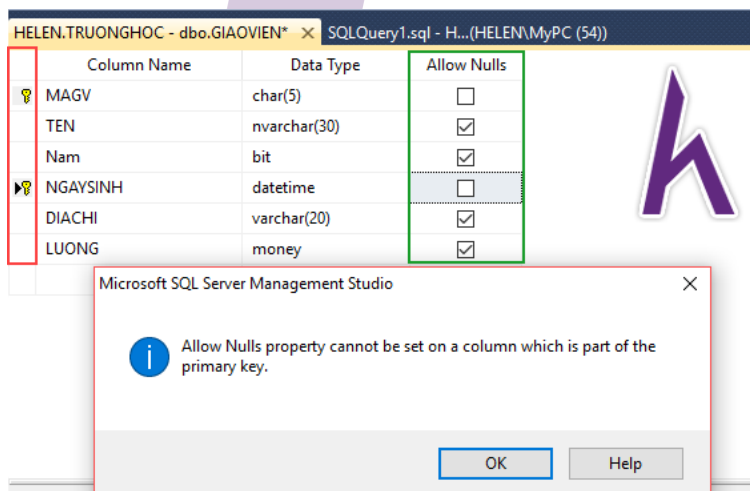 HELEN.TRUONGHOC - dbo.GIAOVIEN* SQLQuery1.sql - H...(HELEN\MyPC (54))
Column Name Data Type Allow Nulls
MAGV char(5)
TEN nvarchar(30)
Nam bit
NGAYSINH datetime
DIACHI varchar(20)
LUONG money
Microsoft SQL Server Management Studio
Allow Nulls property cannot be set on a column which is part of the
primary key.
OK Help